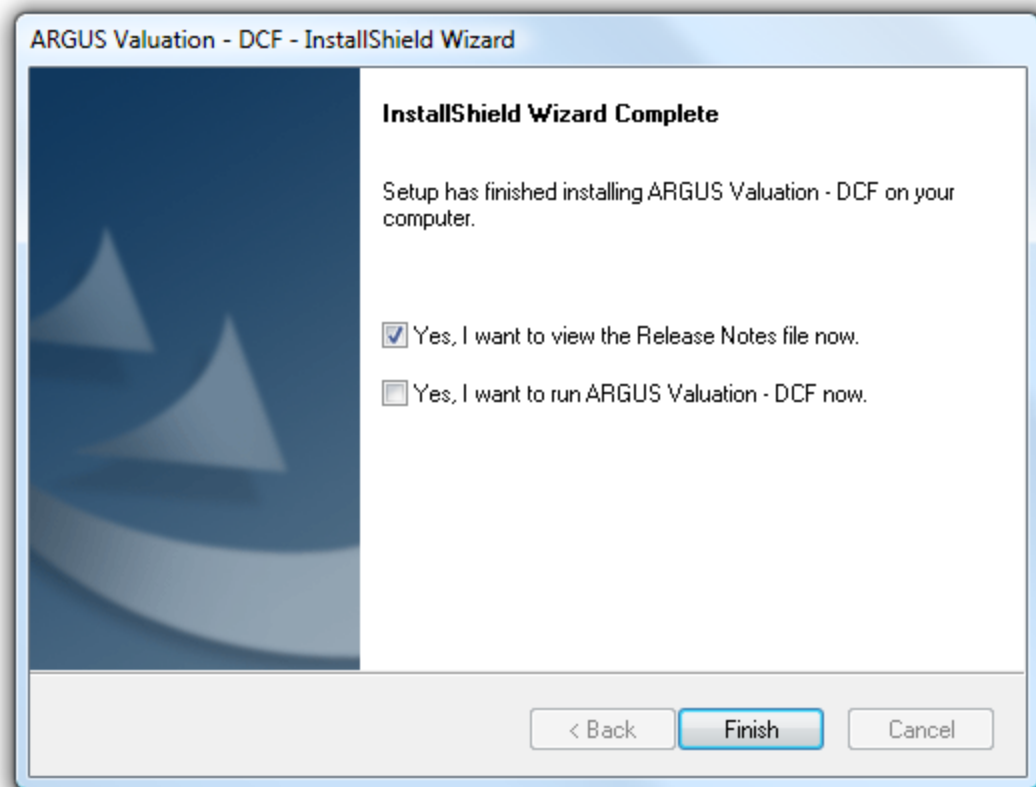 ARGUS Valuation - DCF - InstallShield Wizard
InstallShield Wizard Complete
Setup has finished installing ARGUS Valuation - DCF on your
computer.
Yes, I want to view the Release Notes file now.
Yes, I want to run ARGUS Valuation - DCF now.
< Back
Finish
Cancel